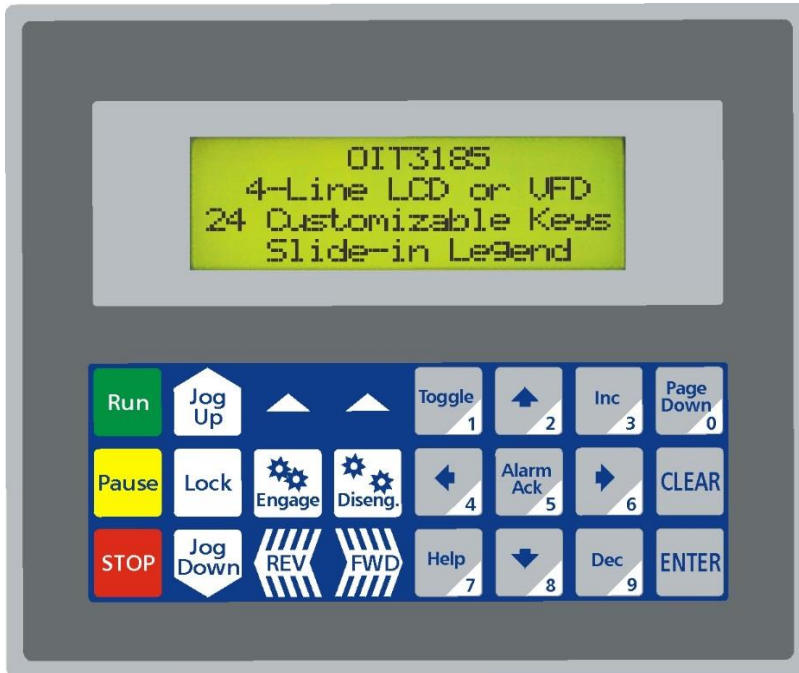 OIT3185
4-Line LCD or VFD
24 Customizable Keys
Slide-in Legend
Run
Jog
Up
Toggle
1
2
Inc
3
Page
Down
0
Pause
Lock
Engage
Diseng.
4
Alarm
Ack
5
6
CLEAR
STOP
Jog
Down
REV
FWD
Help
7
8
Dec
9
ENTER